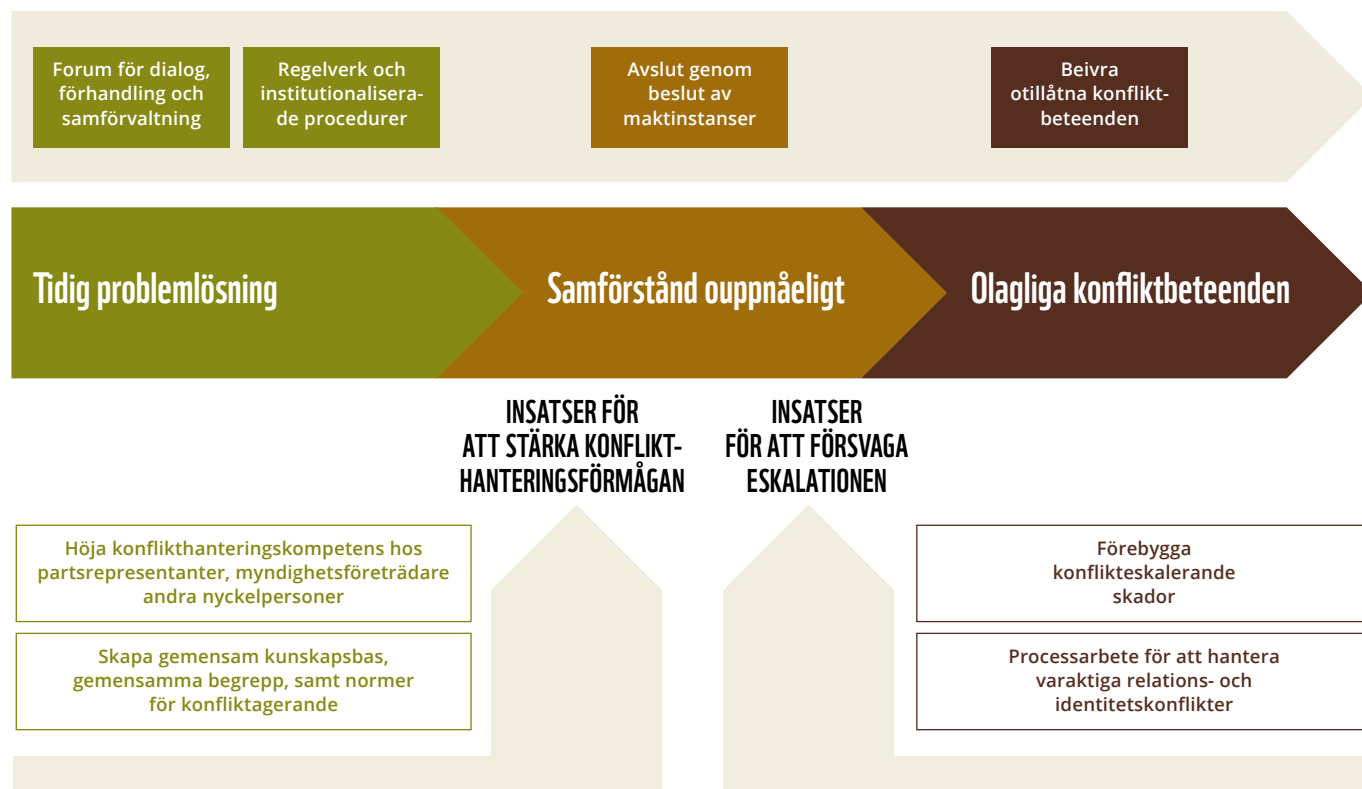 Forum för dialog,
förhandling och
samförvaltning
Regelverk och
institutionalisera-
de procedurer
Avslut genom
beslut av
maktinstanser
Beivra
otillåtna konflikt-
beteenden
Tidig problemlösning
Samförstånd ouppnåeligt
Olagliga konfliktbeteenden
INSATSER FÖR
ATT STÄRKA KONFLIKT-
HANTERINGSFÖRMÅGAN
INSATSER
FÖR ATT FÖRSVAGA
ESKALATIONEN
Höja konflikthanteringskompetens hos
partsrepresentanter, myndighetsföreträdare
andra nyckelpersoner
Skapa gemensam kunskapsbas,
gemensamma begrepp, samt normer
för konfliktagerande
Förebygga
konflikteskalerande
skador
Processarbete för att hantera
varaktiga relations- och
identitetskonflikter